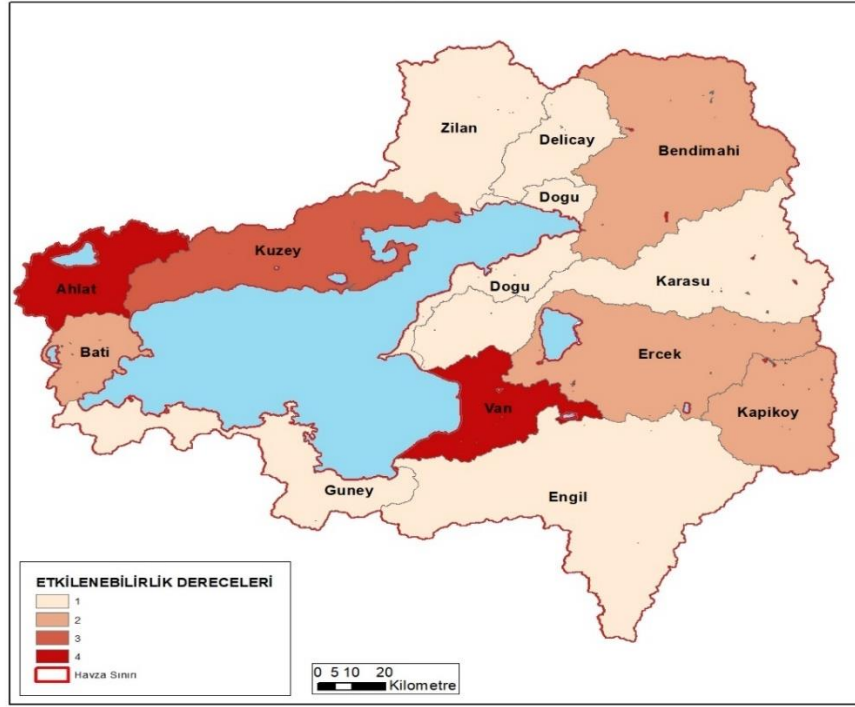 Zilan
Delicay
Bendimahi
Dogu
Kuzey
Ahlat
Dogu
Karasu
Bati
Ercek
Van
Kapikoy
Guney
Engil
ETKİLENEBİLİRLİK DERECELERİ
1
2
3
4
Havza Sınırı
0 5 10 20
Kilometre